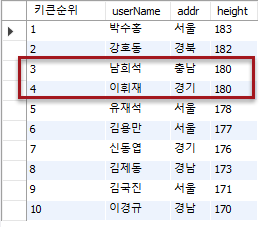 키큰순위 userName addr height
1 박수홍 서울 183
2 강호동 경북 182
3 남희석 충남 180
4 이휘재 경기 180
5 유재석 서울 178
6 김용만 서울 177
7 신동엽 경기 176
8 김제동 경남 173
9 김국진 서울 171
10 이경규 경남 170